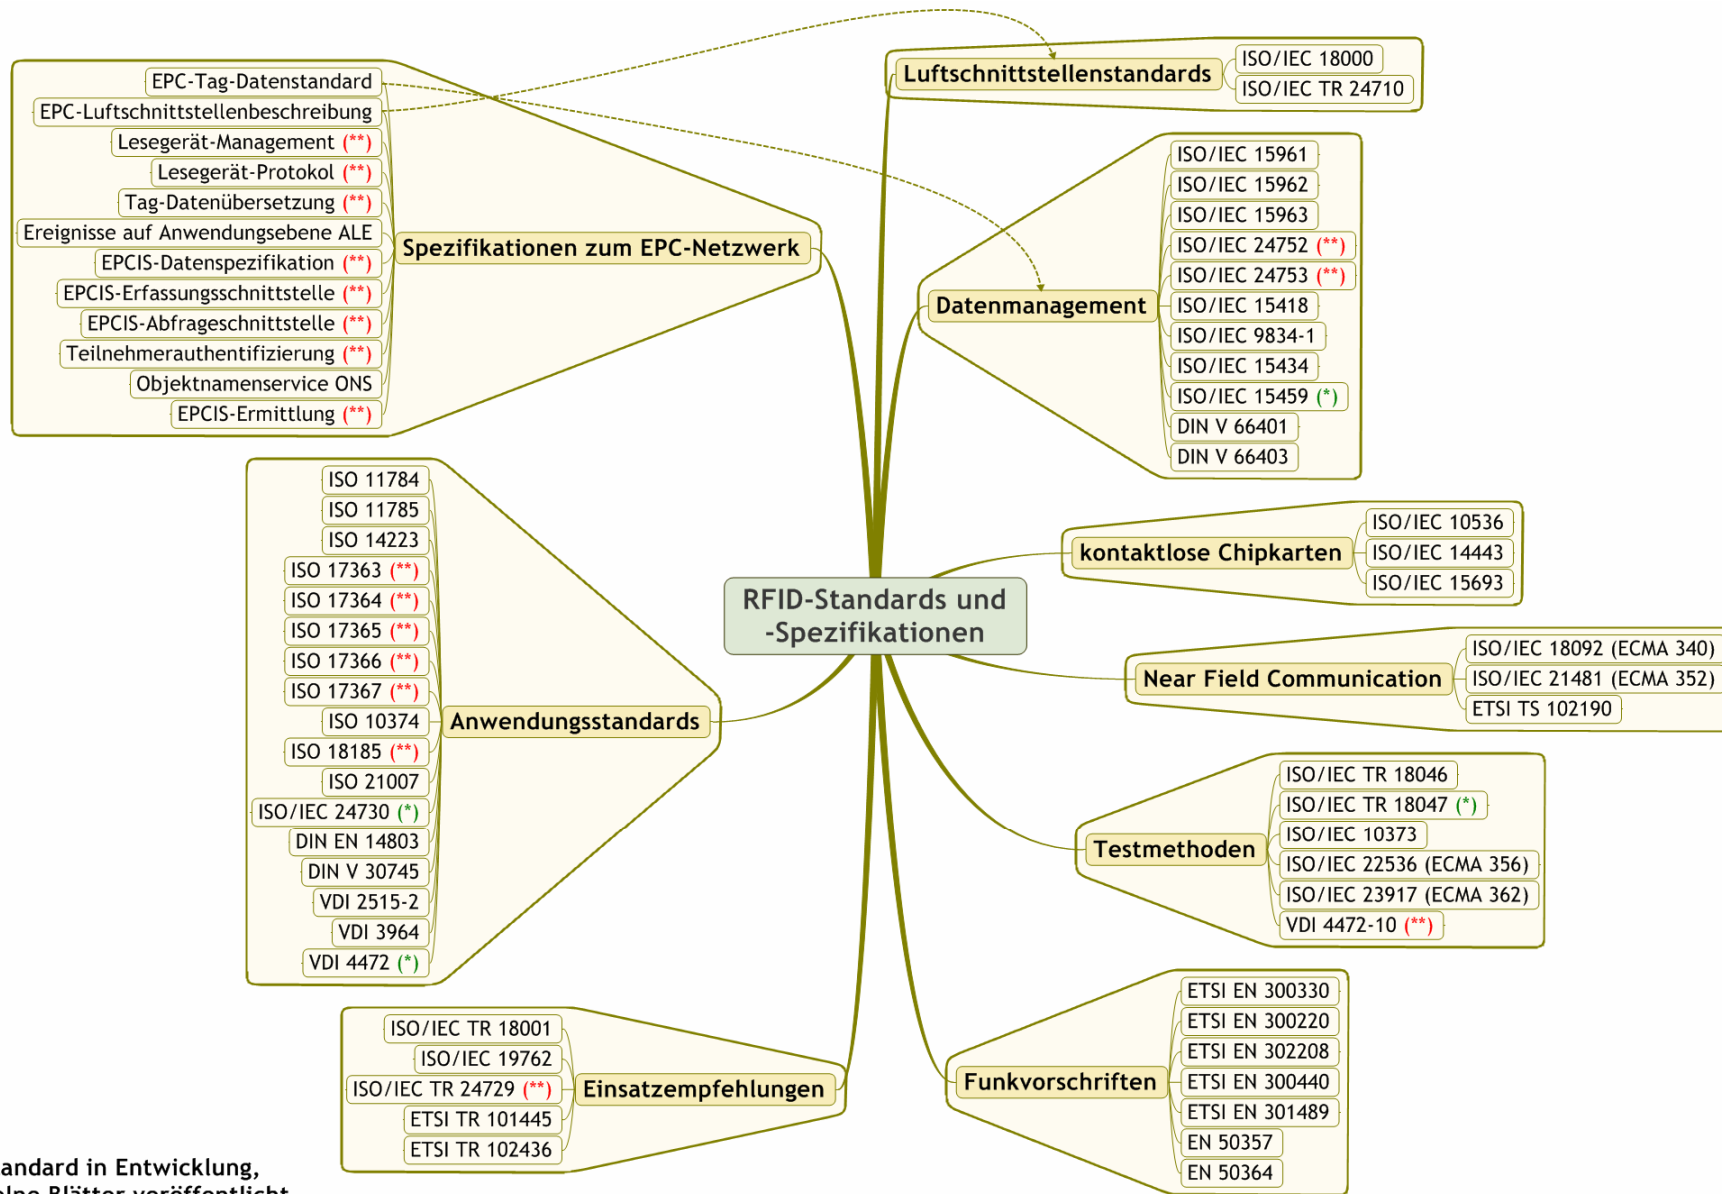 EPC-Tag-Datenstandard
EPC-Luftschnittstellenbeschreibung
Lesegerät-Management (**)
Lesegerät-Protokol (**)
Tag-Datenübersetzung (**)
Ereignisse auf Anwendungsebene ALE
EPCIS-Datenspezifikation (**)
EPCIS-Erfassungsschnittstelle (**)
EPCIS-Abfrageschnittstelle (**)
Teilnehmerauthentifizierung (**)
Objektnamenservice ONS
EPCIS-Ermittlung (**)
Spezifikationen zum EPC-Netzwerk
ISO 11784
ISO 11785
ISO 14223
ISO 17363 (**)
ISO 17364 (**)
ISO 17365 (**)
ISO 17366 (**)
ISO 17367 (**)
ISO 10374
ISO 18185 (**)
ISO 21007
ISO/IEC 24730 (*)
DIN EN 14803
DIN V 30745
VDI 2515-2
VDI 3964
VDI 4472 (*)
Anwendungsstandards
ISO/IEC TR 18001
ISO/IEC 19762
ISO/IEC TR 24729 (**)
ETSI TR 101445
ETSI TR 102436
Einsatzempfehlungen
RFID-Standards und
-Spezifikationen
Luftschnittstellenstandards
ISO/IEC 18000
ISO/IEC TR 24710
Datenmanagement
ISO/IEC 15961
ISO/IEC 15962
ISO/IEC 15963
ISO/IEC 24752 (**)
ISO/IEC 24753 (**)
ISO/IEC 15418
ISO/IEC 9834-1
ISO/IEC 15434
ISO/IEC 15459 (*)
DIN V 66401
DIN V 66403
kontaktlose Chipkarten
ISO/IEC 10536
ISO/IEC 14443
ISO/IEC 15693
Near Field Communication
ISO/IEC 18092 (ECMA 340)
ISO/IEC 21481 (ECMA 352)
ETSI TS 102190
Testmethoden
ISO/IEC TR 18046
ISO/IEC TR 18047 (*)
ISO/IEC 10373
ISO/IEC 22536 (ECMA 356)
ISO/IEC 23917 (ECMA 362)
VDI 4472-10 (**)
Funkvorschriften
ETSI EN 300330
ETSI EN 300220
ETSI EN 302208
ETSI EN 300440
ETSI EN 301489
EN 50357
EN 50364
andard in Entwicklung,
Blätter veröffentlicht